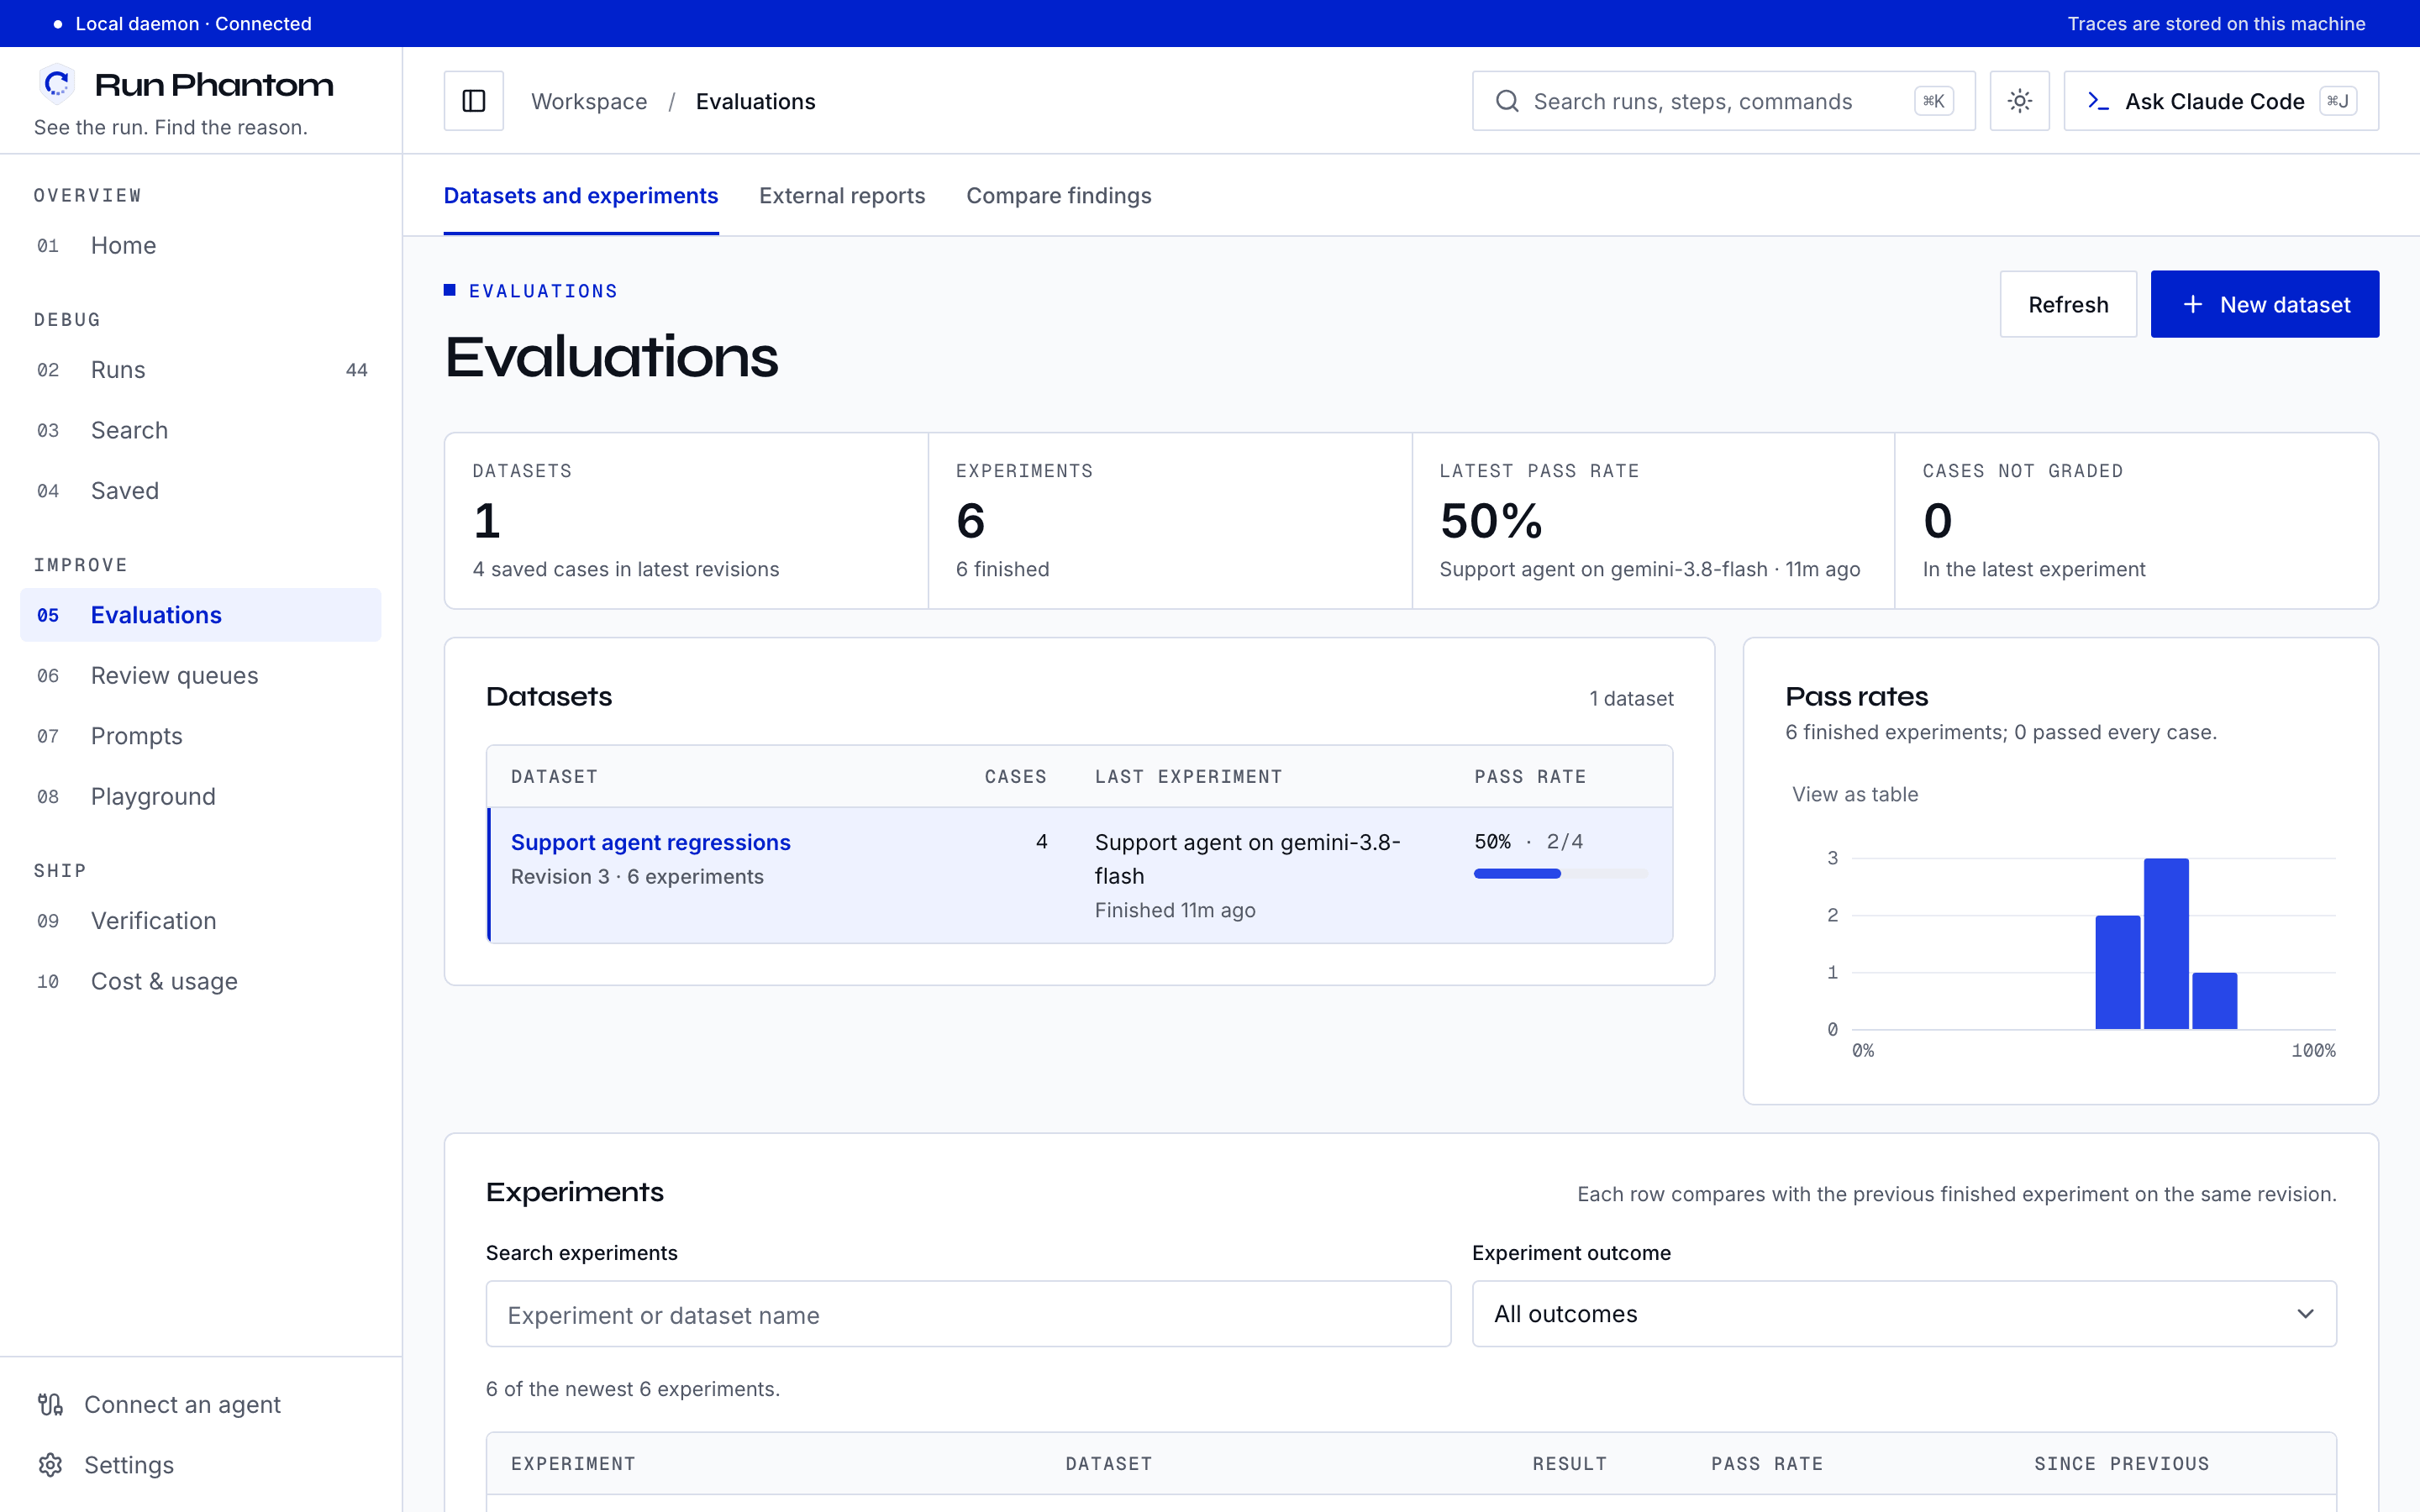 Local daemon · Connected
Traces are stored on this machine
Run Phantom
See the run. Find the reason.
Workspace / Evaluations
Search runs, steps, commands ⌘K
Ask Claude Code ⌘J
OVERVIEW
01 Home
DEBUG
02 Runs 44
03 Search
04 Saved
IMPROVE
05 Evaluations
06 Review queues
07 Prompts
08 Playground
SHIP
09 Verification
10 Cost & usage
Connect an agent
Settings
Datasets and experiments
External reports
Compare findings
EVALUATIONS
Evaluations
Refresh
New dataset
DATASETS
1
4 saved cases in latest revisions
EXPERIMENTS
6
6 finished
LATEST PASS RATE
50%
Support agent on gemini-3.8-flash · 11m ago
CASES NOT GRADED
0
In the latest experiment
Datasets
1 dataset
DATASET CASES LAST EXPERIMENT PASS RATE
Support agent regressions
Revision 3 · 6 experiments
4
Support agent on gemini-3.8-
flash
Finished 11m ago
50% · 2/4
Pass rates
6 finished experiments; 0 passed every case.
View as table
3
2
1
0
0% 100%
Experiments
Each row compares with the previous finished experiment on the same revision.
Search experiments
Experiment or dataset name
Experiment outcome
All outcomes
6 of the newest 6 experiments.
EXPERIMENT DATASET RESULT PASS RATE SINCE PREVIOUS